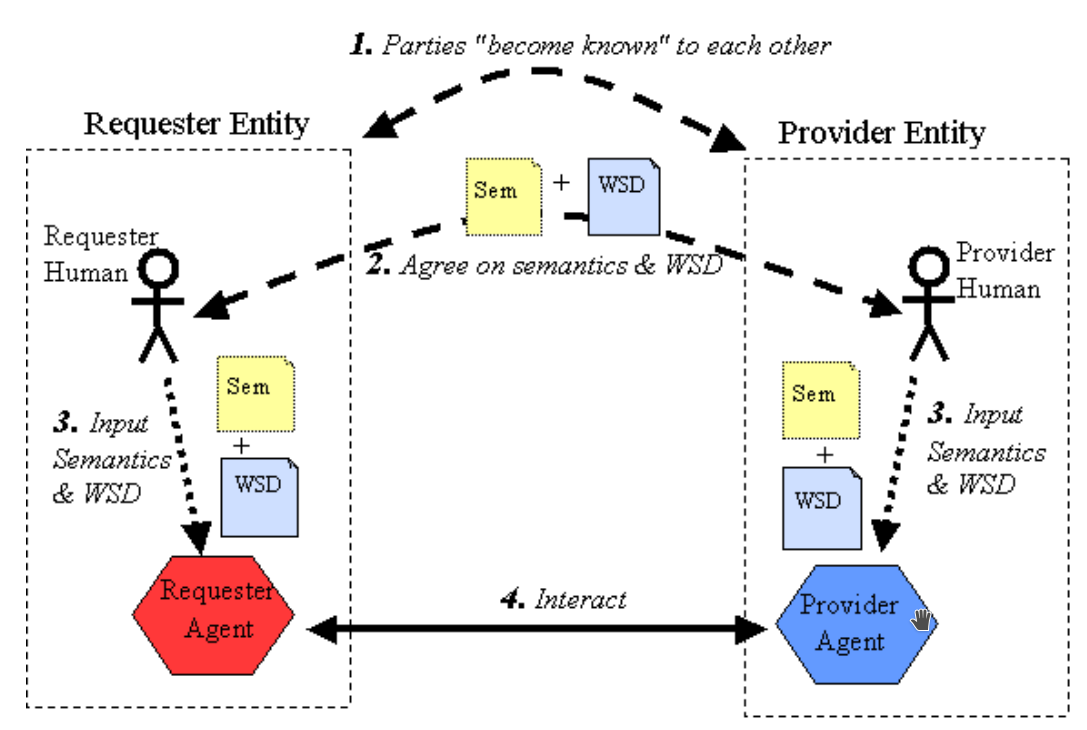 1. Parties "become known" to each other
Requester Entity
Provider Entity
Sem
+
WSD
Requester
Human
Provider
Human
2. Agree on semantics & WSD
Sem
+
WSD
3. Input
Semantics
& WSD
Sem
+
WSD
3. Input
Semantics
& WSD
Requester
Agent
4. Interact
Provider
Agent